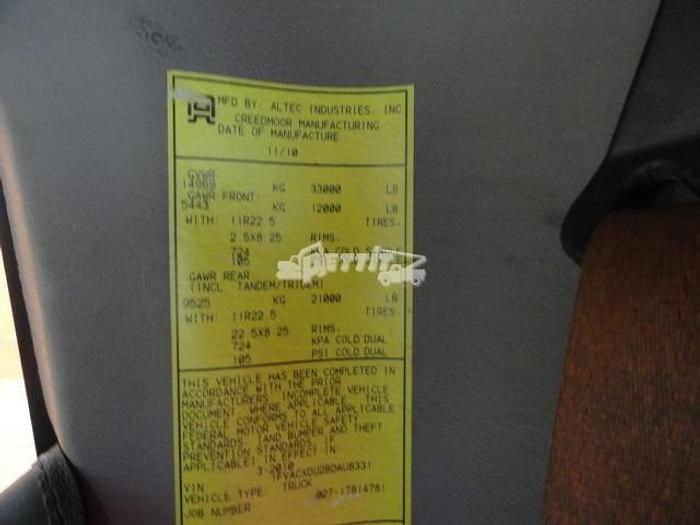 MFD BY. ALTEC INDUSTRIES, INC
CREEDMOOR MANUFACTURING
DATE OF MANUFACTURE
11/10
GVWR
14969 KG 33000 LB
GAWR FRONT
5443 KG 12000 LB
WITH: 11R22 5 TIRES.
2.5X8 25 RIMS.
724 KPA COLD SINGLE
105
PETTIT
GAWR REAR
(INCL TANDEM/TRIDEM)
9525 KG 21000 LB
WITH: 11R22 5 TIRES.
22 5X8 25 RIMS.
724 KPA COLD DUAL
105 PSI COLD DUAL
THIS VEHICLE HAS BEEN COMPLETED IN
ACCORDANCE WITH THE PRIOR
MANUFACTURERS INCOMPLETE VEHICLE
DOCUMENT. WHERE APPLICABLE. THIS
VEHICLE CONFORMS TO ALL APPLICABLE
FEDERAL MOTOR VEHICLE SAFETY
STANDARDS. [AND BUMPER AND THEFT
PREVENTION STANDARDS. IF
APPLICABLE] IN EFFECT IN:
3-2010
VIN
VEHICLE TYPE TRUCK
JOB NUMBER 027-17814781